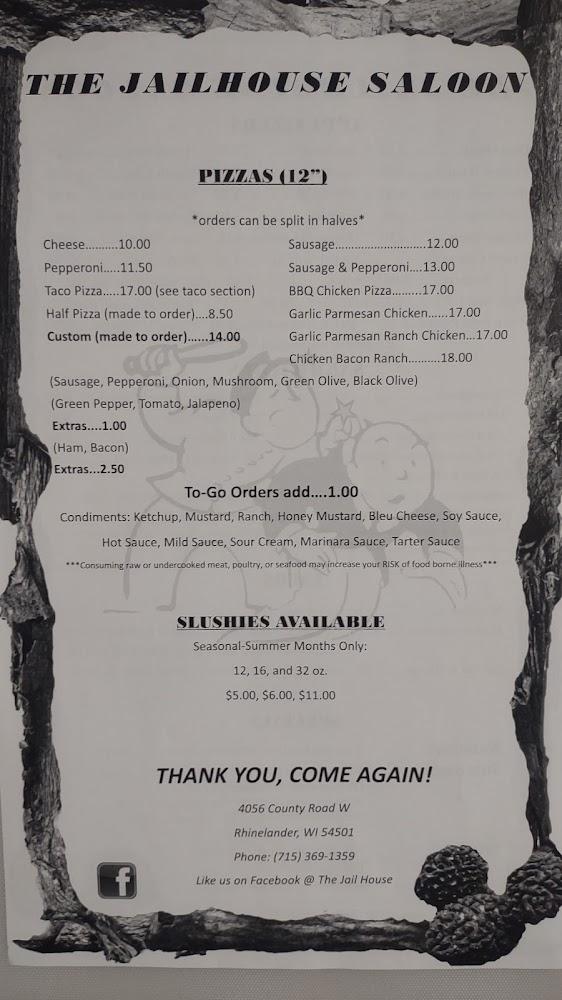 THE JAILHOUSE SALOON
PIZZAS (12”)
*orders can be split in halves*
Cheese..........10.00
Pepperoni.....11.50
Taco Pizza.....17.00 (see taco section)
Half Pizza (made to order)....8.50
Custom (made to order)......14.00
Sausage............................12.00
Sausage & Pepperoni....13.00
BBQ Chicken Pizza.........17.00
Garlic Parmesan Chicken......17.00
Garlic Parmesan Ranch Chicken...17.00
Chicken Bacon Ranch..........18.00
(Sausage, Pepperoni, Onion, Mushroom, Green Olive, Black Olive)
(Green Pepper, Tomato, Jalapeno)
Extras....1.00
(Ham, Bacon)
Extras...2.50
To-Go Orders add....1.00
Condiments: Ketchup, Mustard, Ranch, Honey Mustard, Bleu Cheese, Soy Sauce,
Hot Sauce, Mild Sauce, Sour Cream, Marinara Sauce, Tarter Sauce
***Consuming raw or undercooked meat, poultry, or seafood may increase your RISK of food borne illness***
SLUSHIES AVAILABLE
Seasonal-Summer Months Only:
12, 16, and 32 oz.
$5.00, $6.00, $11.00
THANK YOU, COME AGAIN!
4056 County Road W
Rhinelander, WI 54501
Phone: (715) 369-1359
f
Like us on Facebook @ The Jail House